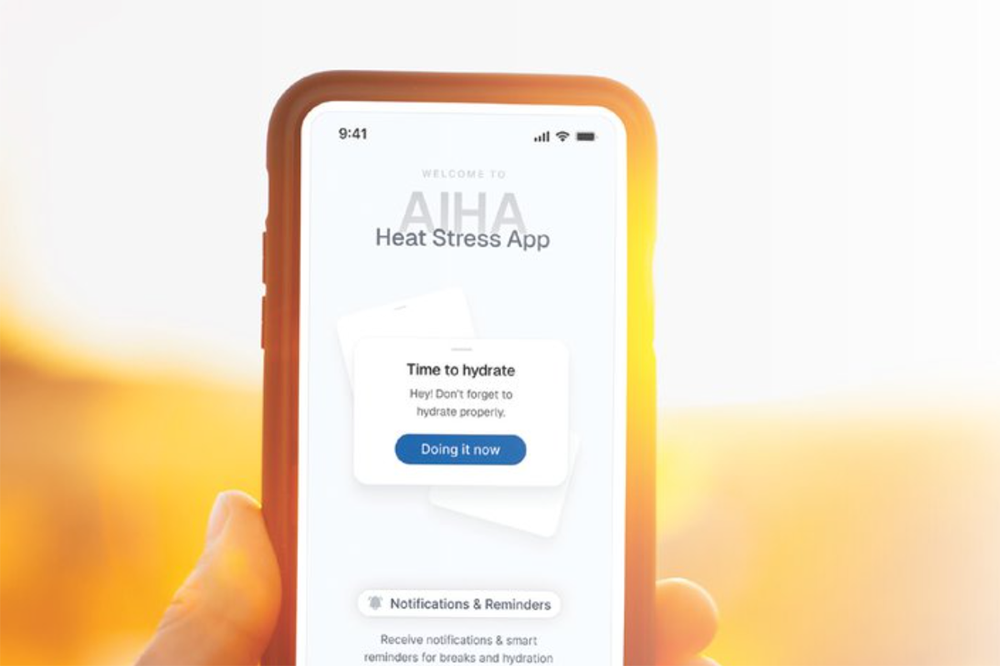 9:41
WELCOME TO
AIHA
Heat Stress App
Time to hydrate
Hey! Don't forget to
hydrate properly.
Doing it now
Notifications & Reminders
Receive notifications & smart
reminders for breaks and hydration